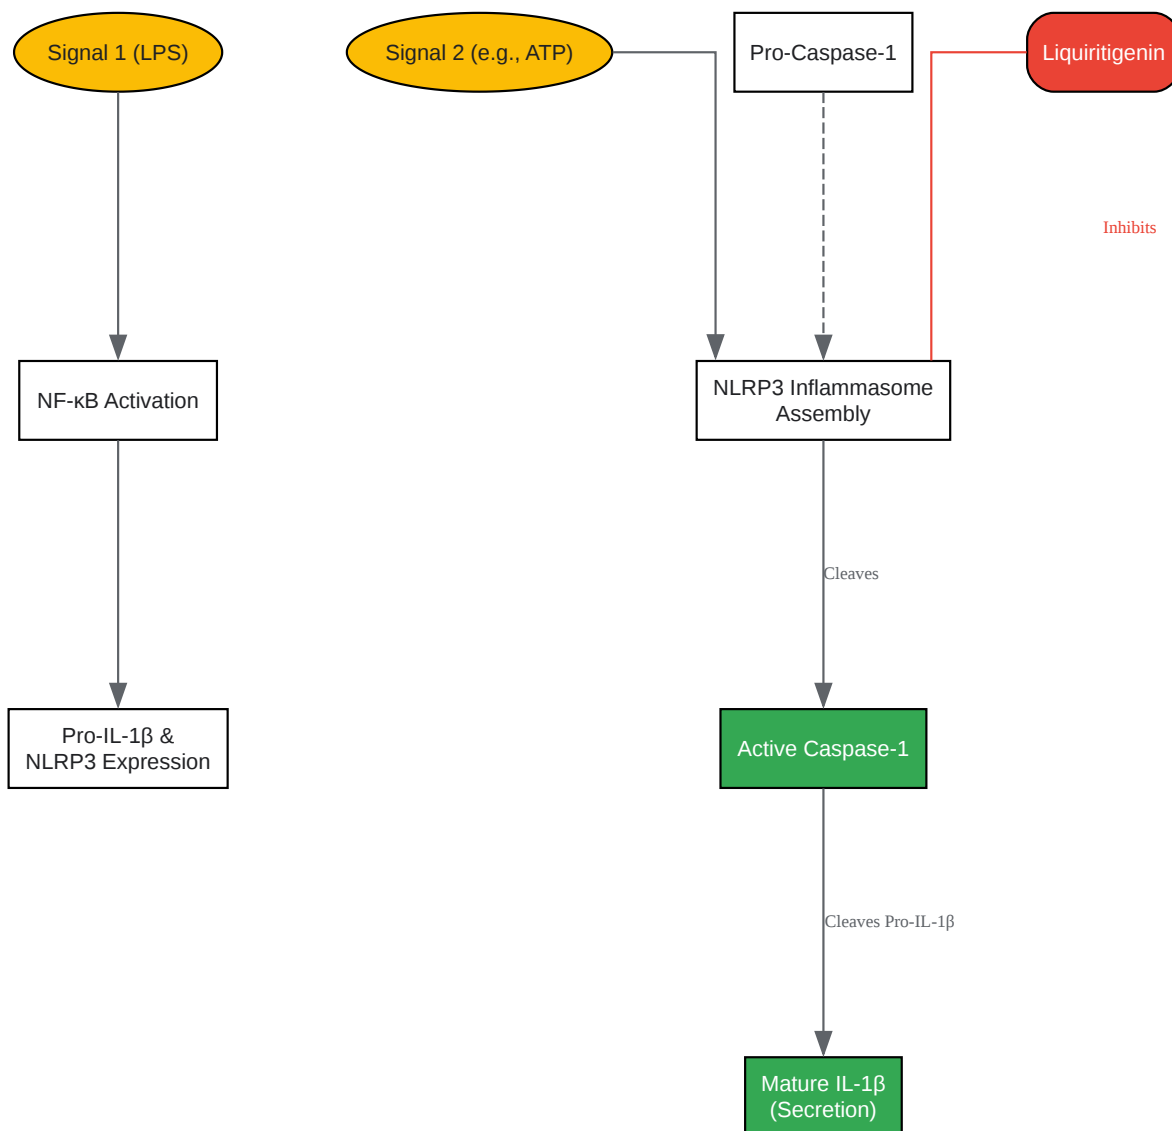 Signal 1 (LPS)
Signal 2 (e.g., ATP)
Pro-Caspase-1
Liquiritigenin
Inhibits
NF-κB Activation
NLRP3 Inflammasome
Assembly
Cleaves
Pro-IL-1β &
NLRP3 Expression
Active Caspase-1
Cleaves Pro-IL-1β
Mature IL-1β
(Secretion)